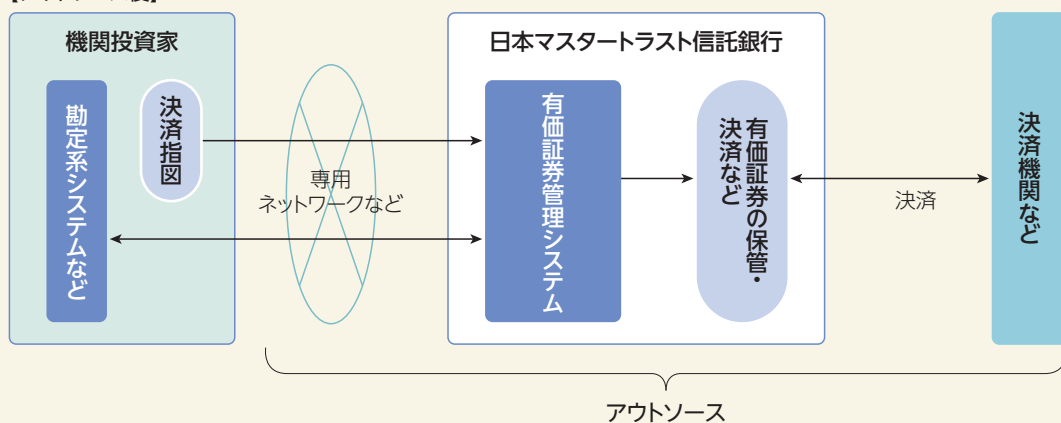 機関投資家
勘定系システムなど
決済指図
専用
ネットワークなど
日本マスタートラスト信託銀行
有価証券管理システム
有価証券の保管・
決済など
決済
決済機関など
アウトソース